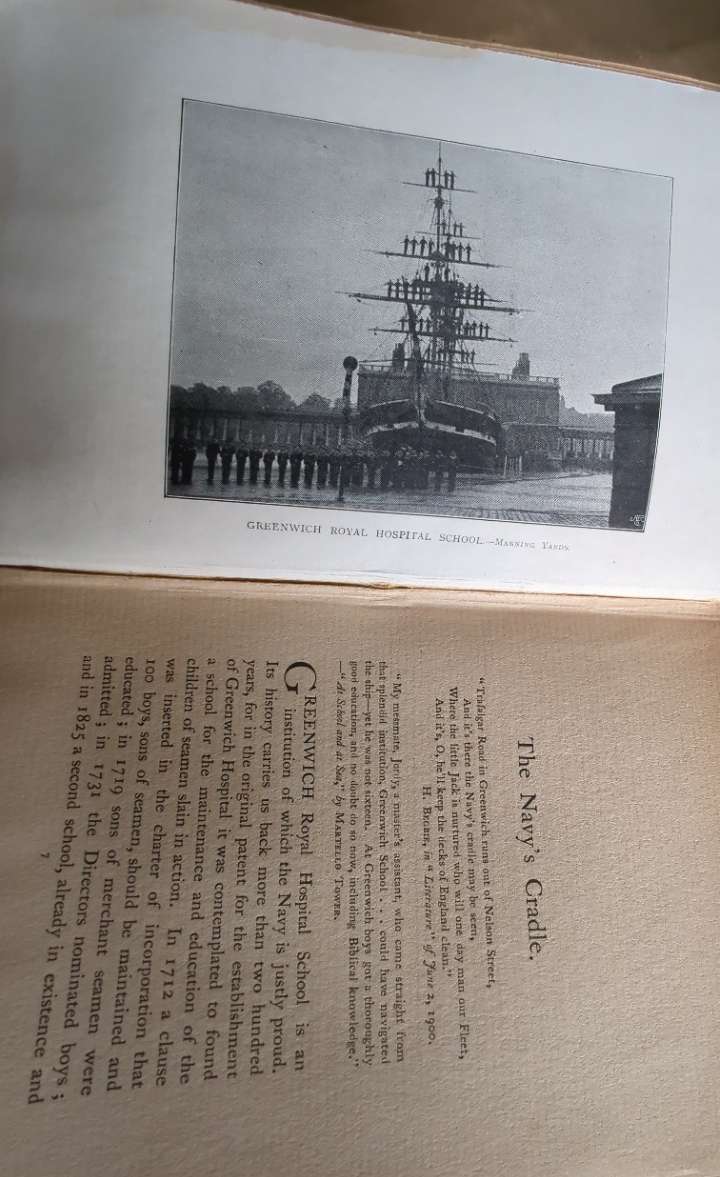 GREENWICH ROYAL HOSPITAL SCHOOL.—MANNING YARDS.
The Navy's Cradle.
"Trafalgar Road in Greenwich runs out of Nelson Street,
And it's there the Navy's cradle may be seen,
Where the little Jack is nurtured who will one day man our Fleet,
And it's, O, he'll keep the decks of England clean."
H. BEGBIE, in "Literature" of June 2, 1900.
"My messmate, Jorily, a master's assistant, who came straight from
that splendid institution, Greenwich School . . . could have navigated
the ship—yet he was not sixteen. At Greenwich boys got a thoroughly
good education, and no doubt do so now, including Biblical knowledge."
—"At School and at Sea," by MARTELLO TOWER.
GREENWICH Royal Hospital School is an
institution of which the Navy is justly proud.
Its history carries us back more than two hundred
years, for in the original patent for the establishment
of Greenwich Hospital it was contemplated to found
a school for the maintenance and education of the
children of seamen slain in action. In 1712 a clause
was inserted in the charter of incorporation that
100 boys, sons of seamen, should be maintained and
educated; in 1719 sons of merchant seamen were
admitted; in 1731 the Directors nominated boys;
and in 1825 a second school, already in existence and
7